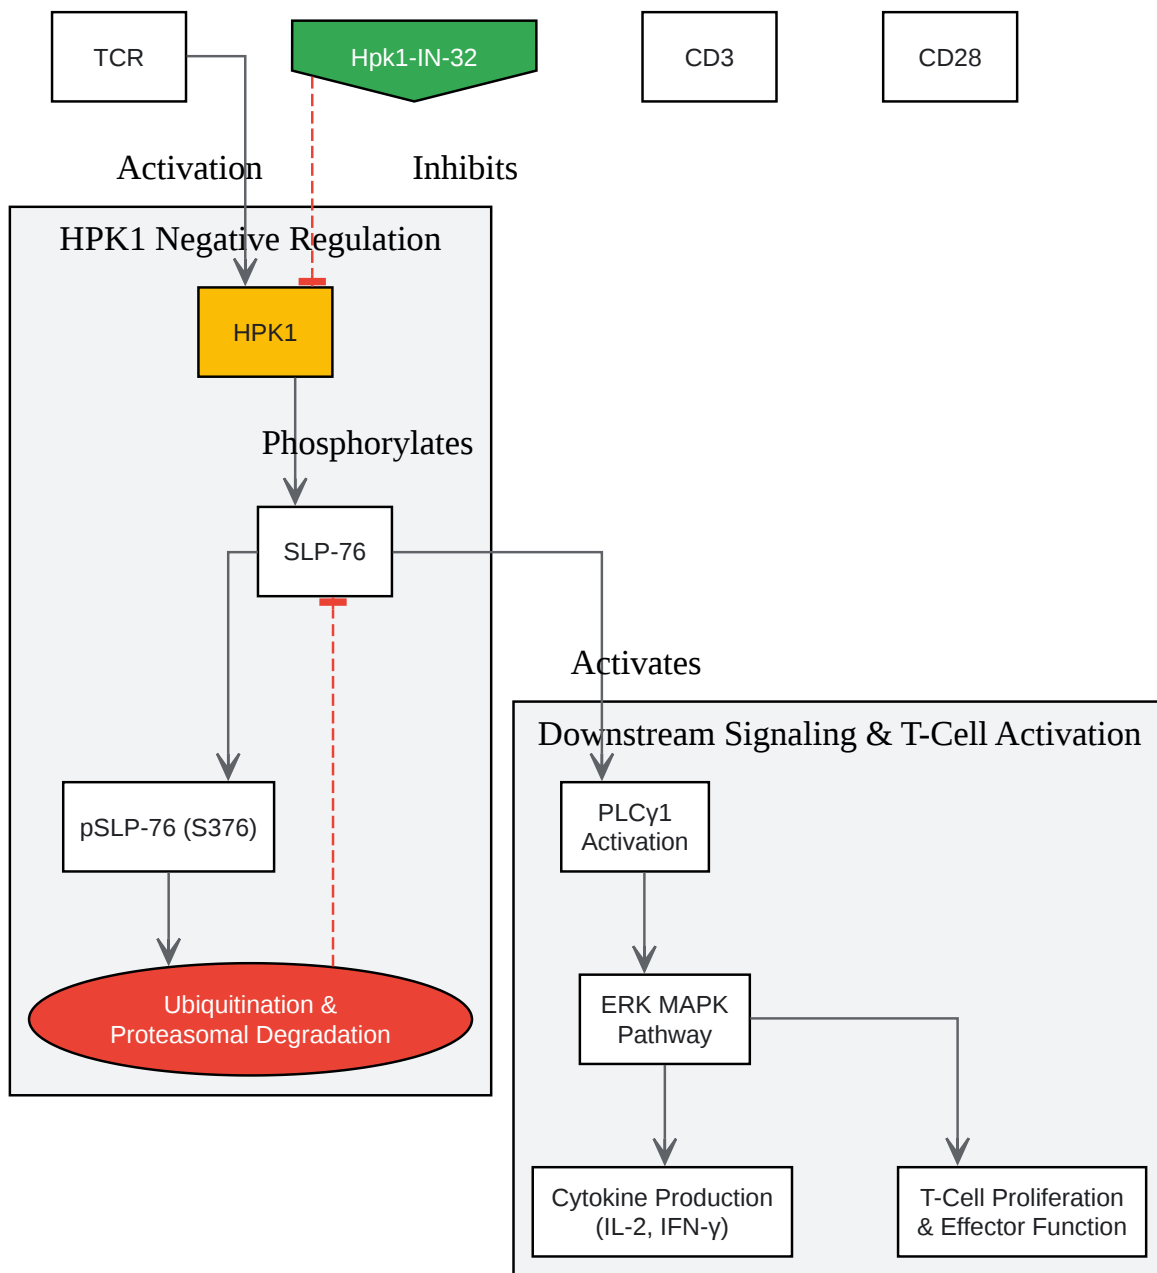 TCR
Hpk1-IN-32
CD3
CD28
Activation
Inhibits
HPK1 Negative Regulation
HPK1
Phosphorylates
SLP-76
Activates
Downstream Signaling & T-Cell Activation
pSLP-76 (S376)
PLCγ1
Activation
Ubiquitination &
Proteasomal Degradation
ERK MAPK
Pathway
Cytokine Production
(IL-2, IFN-γ)
T-Cell Proliferation
& Effector Function